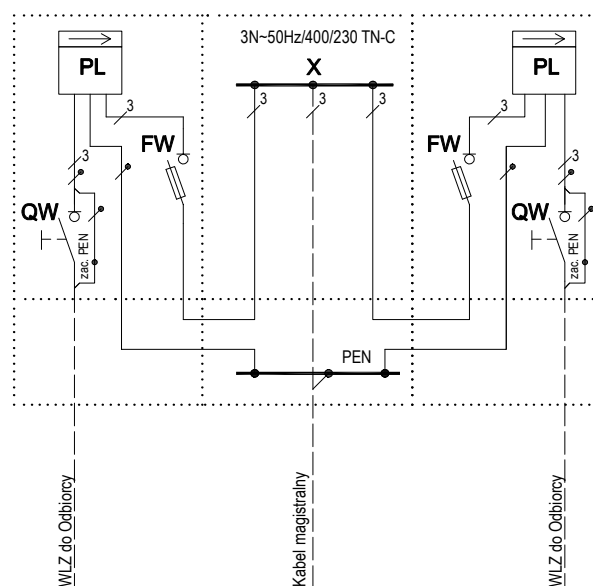 3N~50Hz/400/230 TN-C
PL
X
PL
3
3
3
3
3
FW
FW
3
3
QW
QW
zac. PEN
zac. PEN
PEN
WLZ do Odbiorcy
Kabel magistralny
WLZ do Odbiorcy